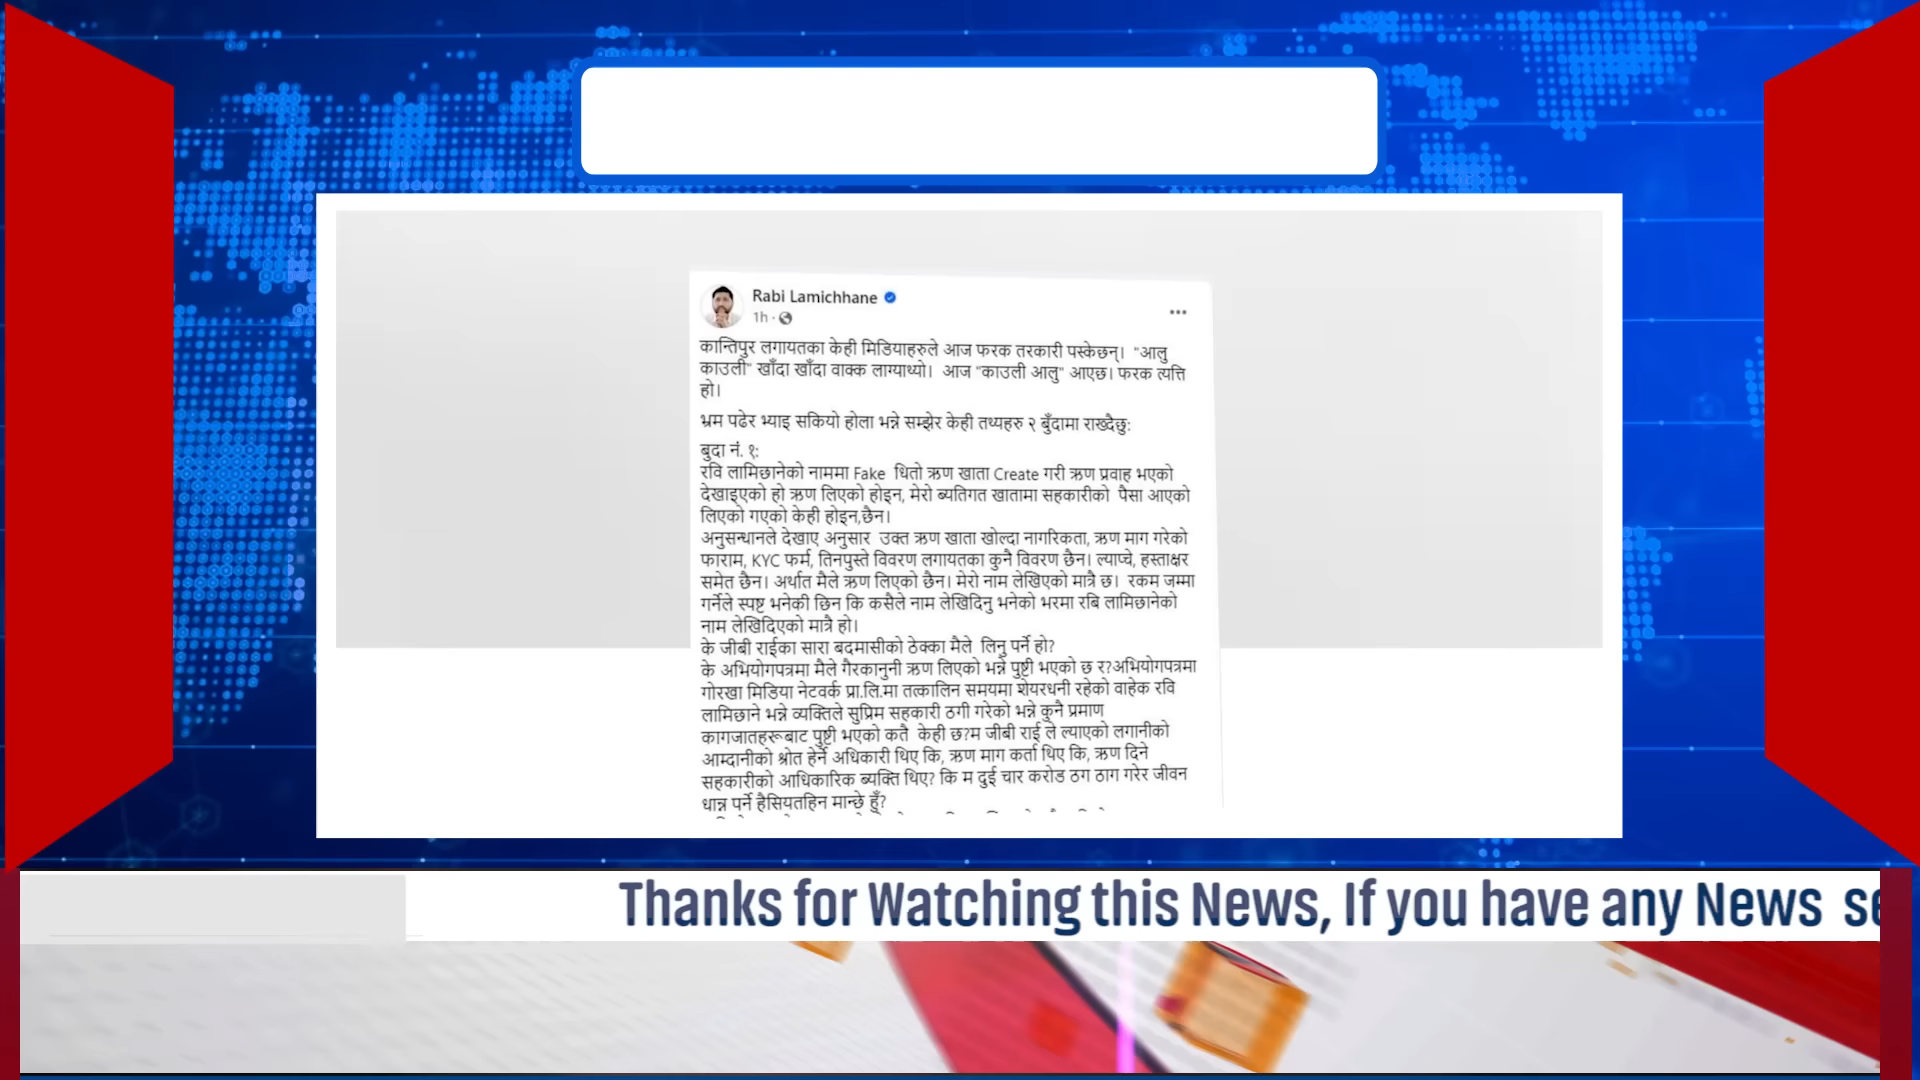 Rabi Lamichhane
1h ·
कान्तिपुर लगायतका केही मिडियाहरुले आज फरक तरकारी पस्केछन्। "आलु
काउली" खाँदा खाँदा वाक्क लाग्याथ्यो। आज "काउली आलु" आएछ। फरक त्यत्ति
हो।
भ्रम पढेर भ्याइ सकियो होला भन्ने सम्झेर केही तथ्यहरु २ बुँदामा राख्दैछु:
बुदा नं. १:
रवि लामिछानेको नाममा Fake धितो ऋण खाता Create गरी ऋण प्रवाह भएको
देखाइएको हो ऋण लिएको होइन, मेरो ब्यतिगत खातामा सहकारीको पैसा आएको
लिएको गएको केही होइन,छैन।
अनुसन्धानले देखाए अनुसार उक्त ऋण खाता खोल्दा नागरिकता, ऋण माग गरेको
फाराम, KYC फर्म, तिनपुस्ते विवरण लगायतका कुनै विवरण छैन। ल्याप्चे, हस्ताक्षर
समेत छैन। अर्थात मैले ऋण लिएको छैन। मेरो नाम लेखिएको मात्रै छ। रकम जम्मा
गर्नेले स्पष्ट भनेकी छिन कि कसैले नाम लेखिदिनु भनेको भरमा रबि लामिछानेको
नाम लेखिदिएको मात्रै हो।
के जीबी राईका सारा बदमासीको ठेक्का मैले लिनु पर्ने हो?
के अभियोगपत्रमा मैले गैरकानुनी ऋण लिएको भन्ने पुष्टी भएको छ र?अभियोगपत्रमा
गोरखा मिडिया नेटवर्क प्रा.लि.मा तत्कालिन समयमा शेयरधनी रहेको वाहेक रवि
लामिछाने भन्ने व्यक्तिले सुप्रिम सहकारी ठगी गरेको भन्ने कुनै प्रमाण
कागजातहरूबाट पुष्टी भएको कतै केही छ?म जीबी राई ले ल्याएको लगानीको
आम्दानीको श्रोत हेर्ने अधिकारी थिए कि, ऋण माग कर्ता थिए कि, ऋण दिने
सहकारीको आधिकारिक ब्यक्ति थिए? कि म दुई चार करोड ठग ठाग गरेर जीवन
धान्न पर्ने हैसियतहिन मान्छे हुँ?
Thanks for Watching this News, If you have any News se